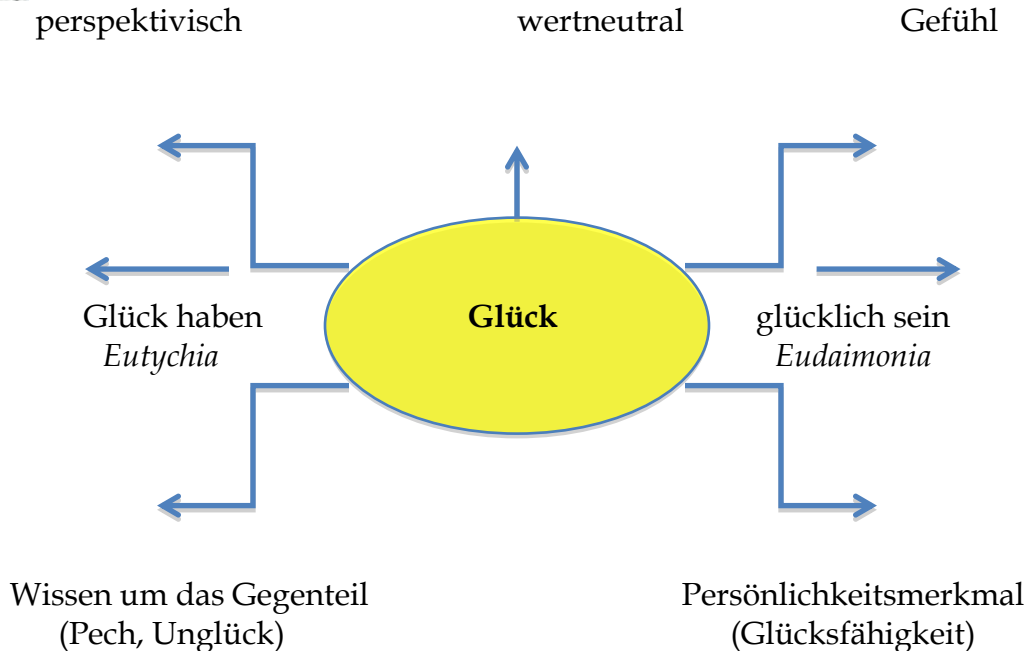 perspektivisch wertneutral Gefühl
Glück haben Glück glücklich sein
Eutychia Eudaimonia
Wissen um das Gegenteil Persönlichkeitsmerkmal
(Pech, Unglück) (Glücksfähigkeit)